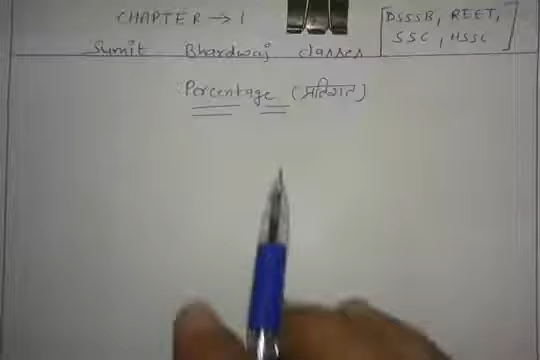 CHAPTER → 1
[DSSSB, REET,
SSC, HSSC]
Sumit Bhardwaj classes
Percentage (प्रतिशत)